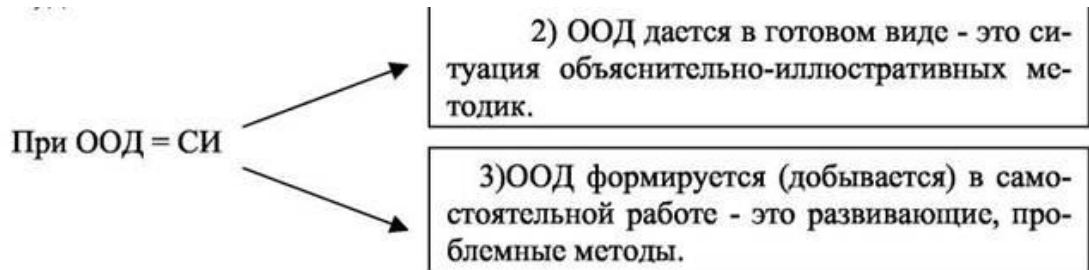 2) ООД дается в готовом виде - это си-
туация объяснительно-иллюстративных ме-
тодик.
При ООД = СИ
3)ООД формируется (добывается) в само-
стоятельной работе - это развивающие, про-
блемные методы.